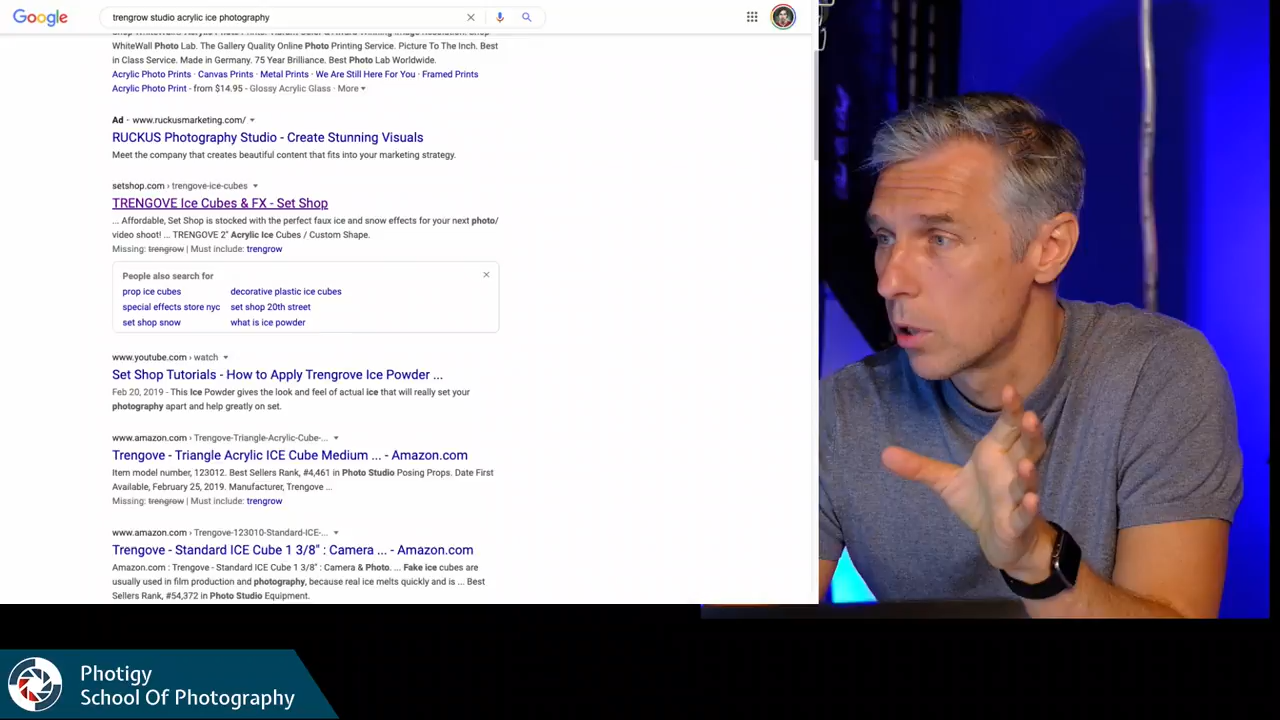 Google
trengrow studio acrylic ice photography
WhiteWall Photo Lab. The Gallery Quality Online Photo Printing Service. Picture To The Inch. Best
in Class Service. Made in Germany. 75 Year Brilliance. Best Photo Lab Worldwide.
Acrylic Photo Prints · Canvas Prints · Metal Prints · We Are Still Here For You · Framed Prints
Acrylic Photo Print - from $14.95 - Glossy Acrylic Glass · More
Ad · www.ruckusmarketing.com/
RUCKUS Photography Studio - Create Stunning Visuals
Meet the company that creates beautiful content that fits into your marketing strategy.
setshop.com › trengove-ice-cubes
TRENGOVE Ice Cubes & FX - Set Shop
... Affordable, Set Shop is stocked with the perfect faux ice and snow effects for your next photo/
video shoot! ... TRENGOVE 2" Acrylic Ice Cubes / Custom Shape.
Missing: trengrow | Must include: trengrow
People also search for
prop ice cubes
decorative plastic ice cubes
special effects store nyc
set shop 20th street
set shop snow
what is ice powder
www.youtube.com › watch
Set Shop Tutorials - How to Apply Trengrove Ice Powder ...
Feb 20, 2019 - This Ice Powder gives the look and feel of actual ice that will really set your
photography apart and help greatly on set.
www.amazon.com › Trengove-Triangle-Acrylic-Cube-...
Trengove - Triangle Acrylic ICE Cube Medium ... - Amazon.com
Item model number, 123012. Best Sellers Rank, #4,461 in Photo Studio Posing Props. Date First
Available, February 25, 2019. Manufacturer, Trengove ...
Missing: trengrow | Must include: trengrow
www.amazon.com › Trengove-123010-Standard-ICE-...
Trengove - Standard ICE Cube 1 3/8" : Camera ... - Amazon.com
Amazon.com : Trengove - Standard ICE Cube 1 3/8" : Camera & Photo. ... Fake ice cubes are
usually used in film production and photography, because real ice melts quickly and is ... Best
Sellers Rank, #54,372 in Photo Studio Equipment.
Photigy
School Of Photography